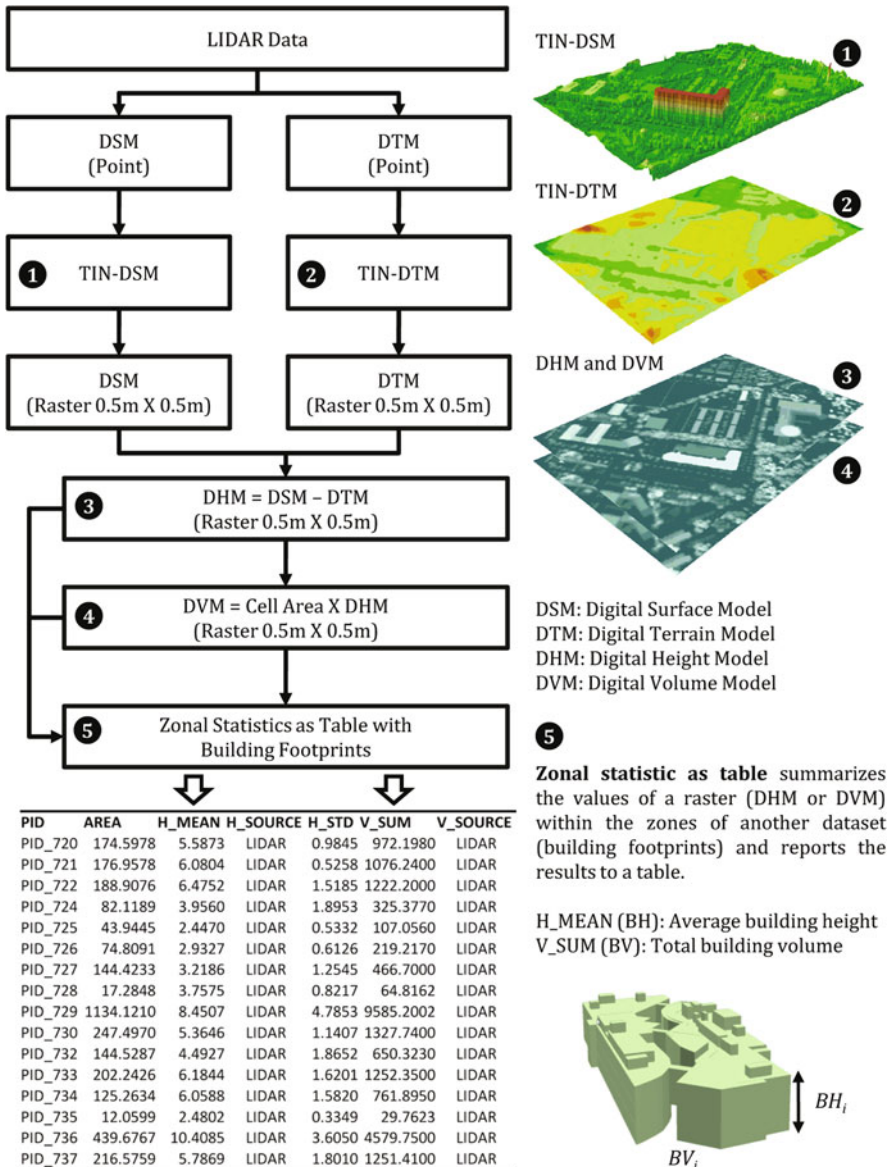 LIDAR Data
DSM
(Point)
DTM
(Point)
1 TIN-DSM
2 TIN-DTM
DSM
(Raster 0.5m X 0.5m)
DTM
(Raster 0.5m X 0.5m)
3 DHM = DSM – DTM
(Raster 0.5m X 0.5m)
4 DVM = Cell Area X DHM
(Raster 0.5m X 0.5m)
5 Zonal Statistics as Table with
Building Footprints
PID AREA H_MEAN H_SOURCE H_STD V_SUM V_SOURCE
PID_720 174.5978 5.5873 LIDAR 0.9845 972.1980 LIDAR
PID_721 176.9578 6.0804 LIDAR 0.5258 1076.2400 LIDAR
PID_722 188.9076 6.4752 LIDAR 1.5185 1222.2000 LIDAR
PID_724 82.1189 3.9560 LIDAR 1.8953 325.3770 LIDAR
PID_725 43.9445 2.4470 LIDAR 0.5332 107.0560 LIDAR
PID_726 74.8091 2.9327 LIDAR 0.6126 219.2170 LIDAR
PID_727 144.4233 3.2186 LIDAR 1.2545 466.7000 LIDAR
PID_728 17.2848 3.7575 LIDAR 0.8217 64.8162 LIDAR
PID_729 1134.1210 8.4507 LIDAR 4.7853 9585.2002 LIDAR
PID_730 247.4970 5.3646 LIDAR 1.1407 1327.7400 LIDAR
PID_732 144.5287 4.4927 LIDAR 1.8652 650.3230 LIDAR
PID_733 202.2426 6.1844 LIDAR 1.6201 1252.3500 LIDAR
PID_734 125.2634 6.0588 LIDAR 1.5820 761.8950 LIDAR
PID_735 12.0599 2.4802 LIDAR 0.3349 29.7623 LIDAR
PID_736 439.6767 10.4085 LIDAR 3.6050 4579.7500 LIDAR
PID_737 216.5759 5.7869 LIDAR 1.8010 1251.4100 LIDAR
TIN-DSM
1
TIN-DTM
2
DHM and DVM
3
4
DSM: Digital Surface Model
DTM: Digital Terrain Model
DHM: Digital Height Model
DVM: Digital Volume Model
5
Zonal statistic as table summarizes
the values of a raster (DHM or DVM)
within the zones of another dataset
(building footprints) and reports the
results to a table.
H_MEAN (BH): Average building height
V_SUM (BV): Total building volume
BHi
BVi